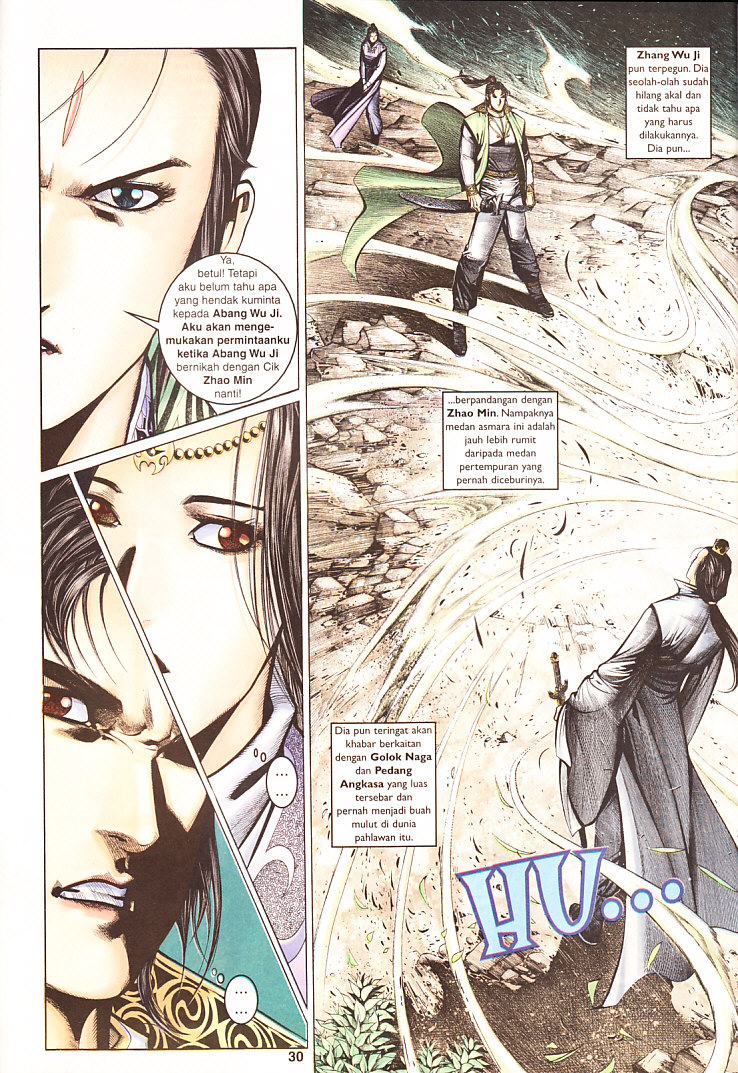 Ya,
betul! Tetapi
aku belum tahu apa
yang hendak kuminta
kepada Abang Wu Ji.
Aku akan menge-
mukakan permintaanku
ketika Abang Wu Ji
bernikah dengan Cik
Zhao Min
nanti!
...
...
...
...
Zhang Wu Ji
pun terpegun. Dia
seolah-olah sudah
hilang akal dan
tidak tahu apa
yang harus
dilakukannya.
Dia pun...
...berpandangan dengan
Zhao Min. Nampaknya
medan asmara ini adalah
jauh lebih rumit
daripada medan
pertempuran yang
pernah diceburinya.
Dia pun teringat akan
khabar berkaitan
dengan Golok Naga
dan Pedang
Angkasa yang luas
tersebar dan
pernah menjadi buah
mulut di dunia
pahlawan itu.
HU...
30